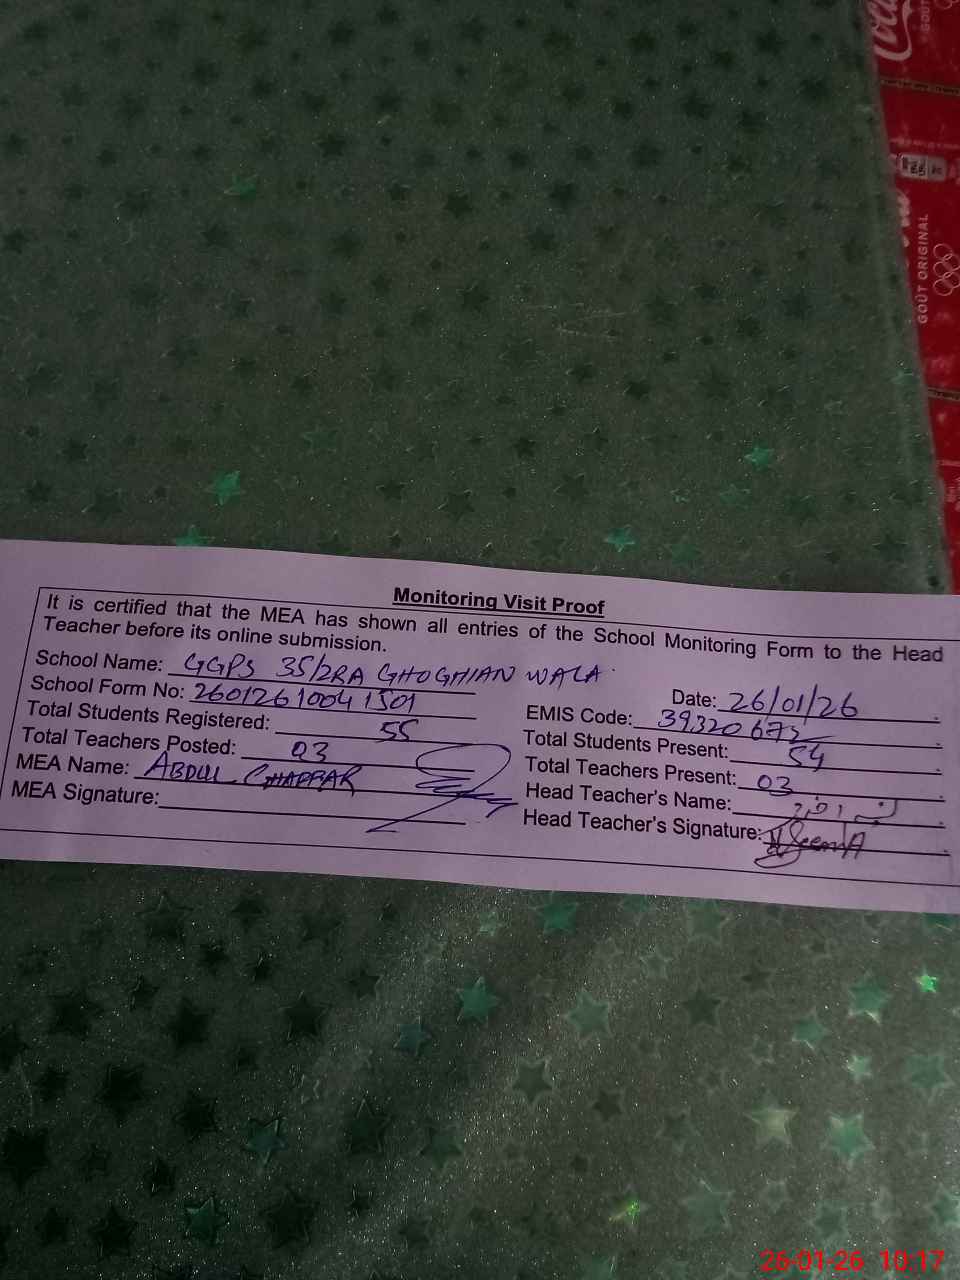 Coca
GOÛT ORIGINAL
Monitoring Visit Proof
It is certified that the MEA has shown all entries of the School Monitoring Form to the Head
Teacher before its online submission.
School Name: GGPS 35/2RA GHOGHIAN WALA
Date: 26/01/26
School Form No: 26012610041501
EMIS Code: 39320672
Total Students Registered: 55
Total Students Present: 54
Total Teachers Posted: 03
Total Teachers Present: 03
MEA Name: ABDUL GHAFFAR
Head Teacher's Name:
MEA Signature:
Head Teacher's Signature:
26-01-26 10:17